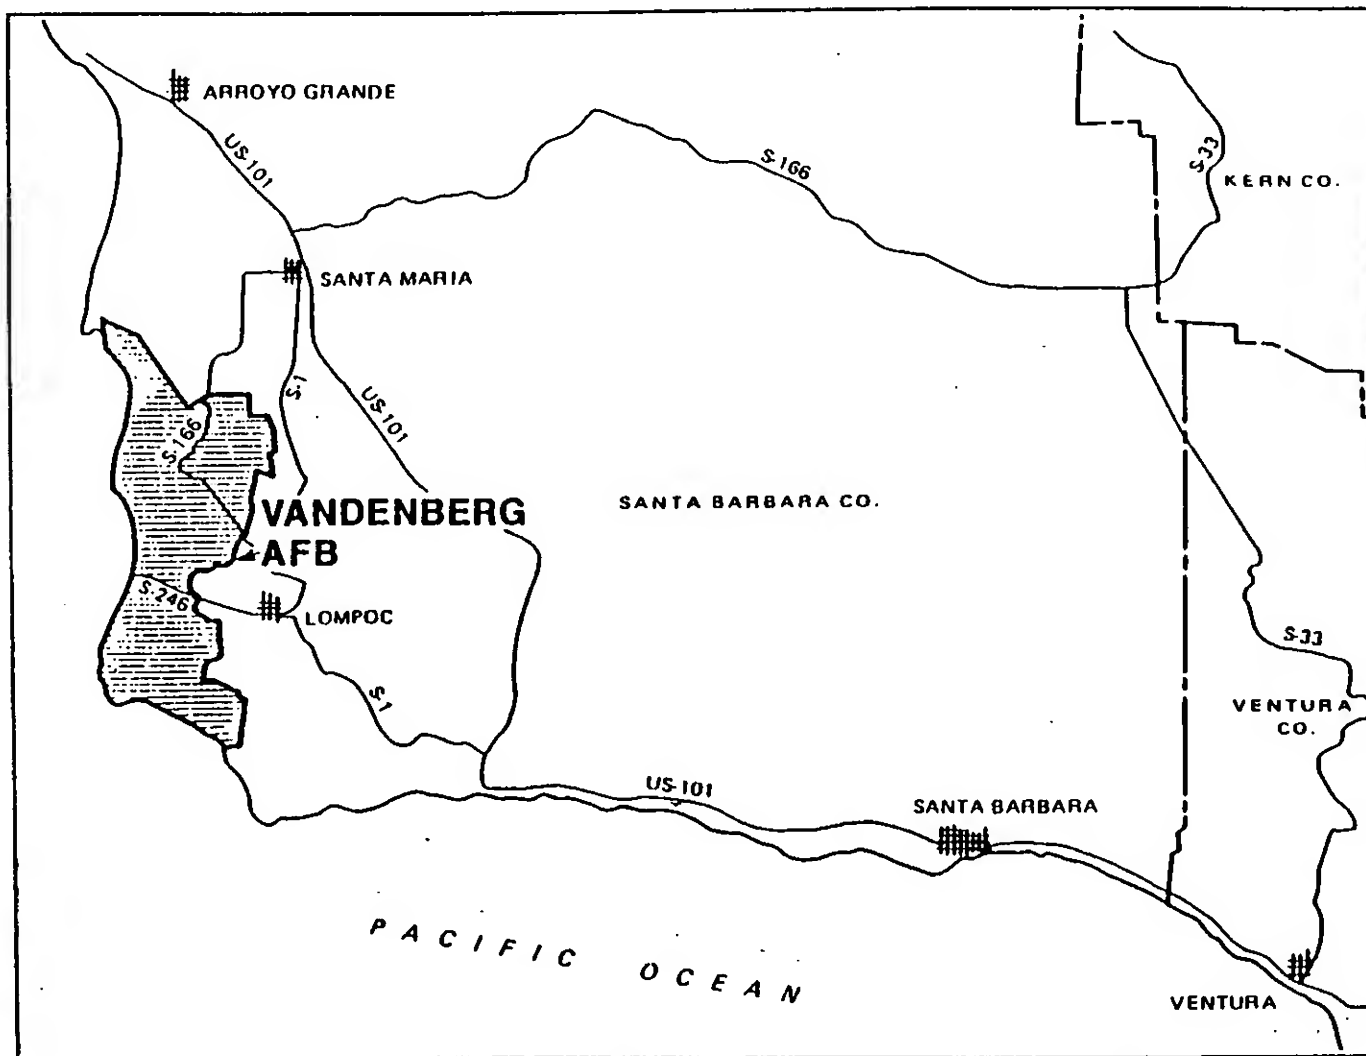 ARROYO GRANDE
US-101
S-166
S-33
KERN CO.
SANTA MARIA
S-1
US-101
S-166
VANDENBERG
AFB
SANTA BARBARA CO.
S-246
LOMPOC
S-1
S-33
VENTURA
CO.
US-101
SANTA BARBARA
PACIFIC OCEAN
VENTURA